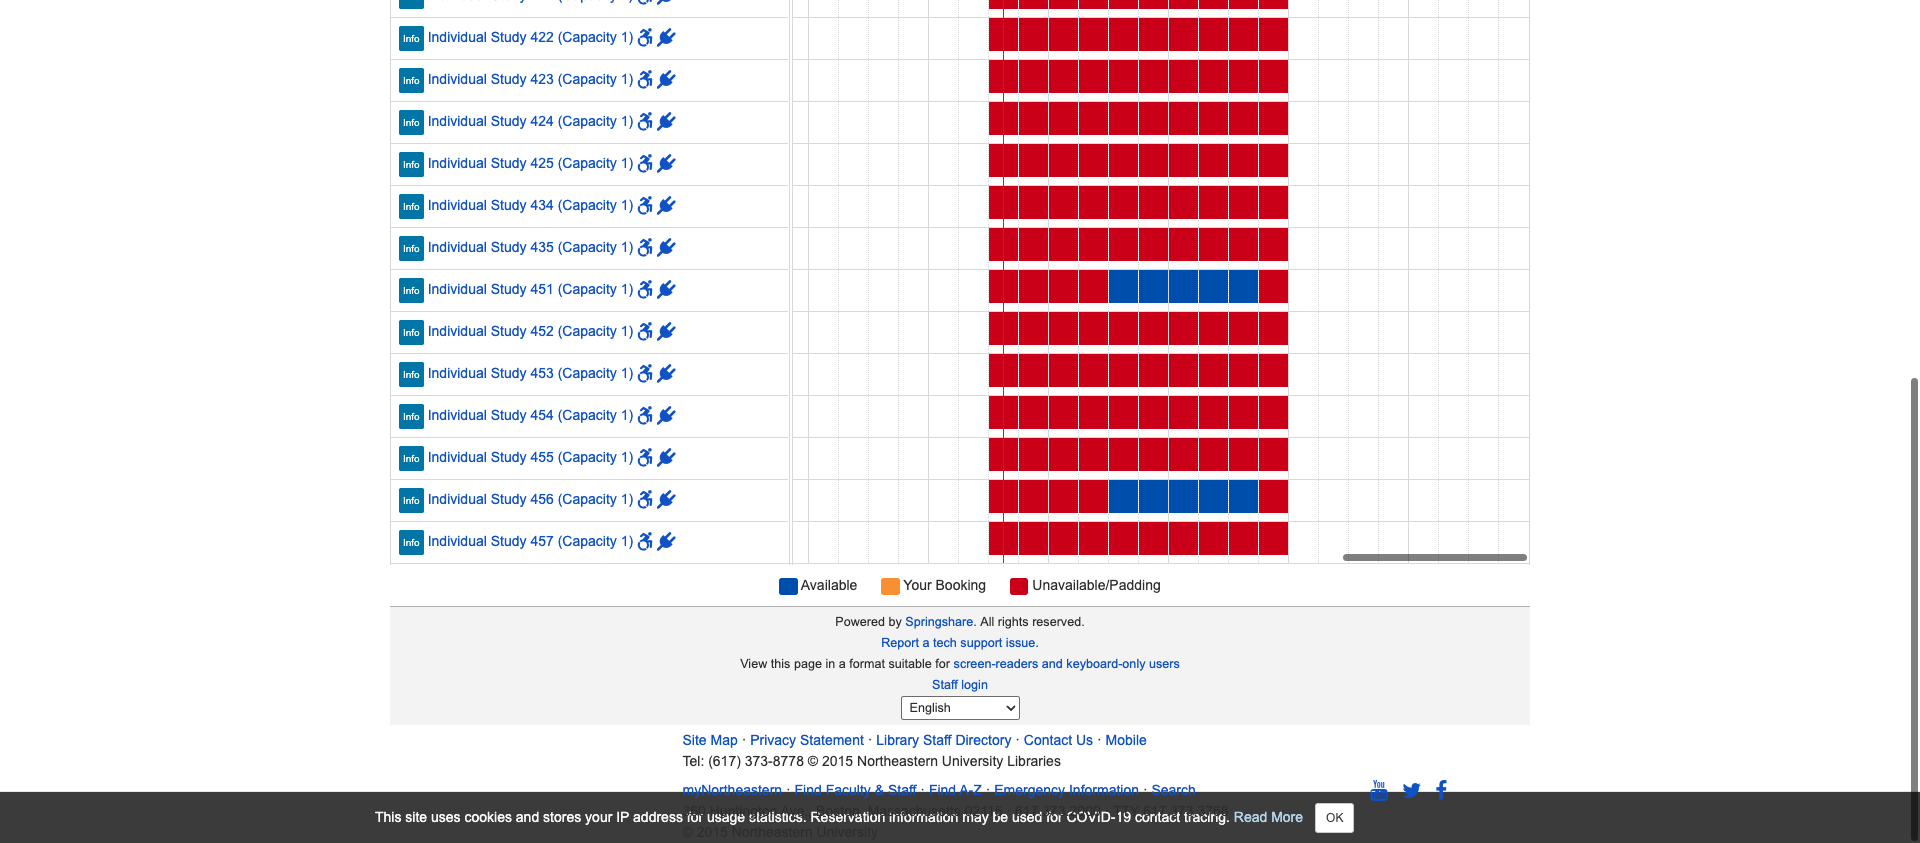 Info Individual Study 422 (Capacity 1)
Info Individual Study 423 (Capacity 1)
Info Individual Study 424 (Capacity 1)
Info Individual Study 425 (Capacity 1)
Info Individual Study 434 (Capacity 1)
Info Individual Study 435 (Capacity 1)
Info Individual Study 451 (Capacity 1)
Info Individual Study 452 (Capacity 1)
Info Individual Study 453 (Capacity 1)
Info Individual Study 454 (Capacity 1)
Info Individual Study 455 (Capacity 1)
Info Individual Study 456 (Capacity 1)
Info Individual Study 457 (Capacity 1)
Available Your Booking Unavailable/Padding
Powered by Springshare. All rights reserved.
Report a tech support issue.
View this page in a format suitable for screen-readers and keyboard-only users
Staff login
English
Site Map · Privacy Statement · Library Staff Directory · Contact Us · Mobile
Tel: (617) 373-8778 © 2015 Northeastern University Libraries
myNortheastern · Find Faculty & Staff · Find A-Z · Emergency Information · Search
You
This site uses cookies and stores your IP address for usage statistics. Reservation information may be used for COVID-19 contact tracing. Read More OK
© 2015 Northeastern University